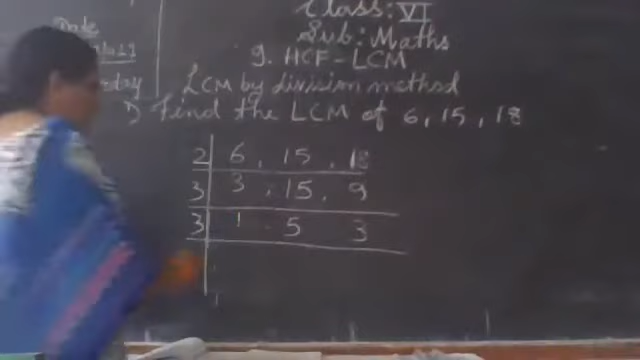 Class: VI
Date
Sub: Maths
9. HCF - LCM
LCM by division method
1) Find the LCM of 6, 15, 18
2 6, 15, 18
3 3, 15, 9
3 1, 5 3